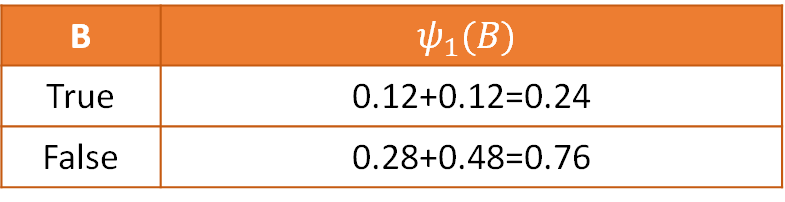 B ψ₁(B)
True 0.12+0.12=0.24
False 0.28+0.48=0.76